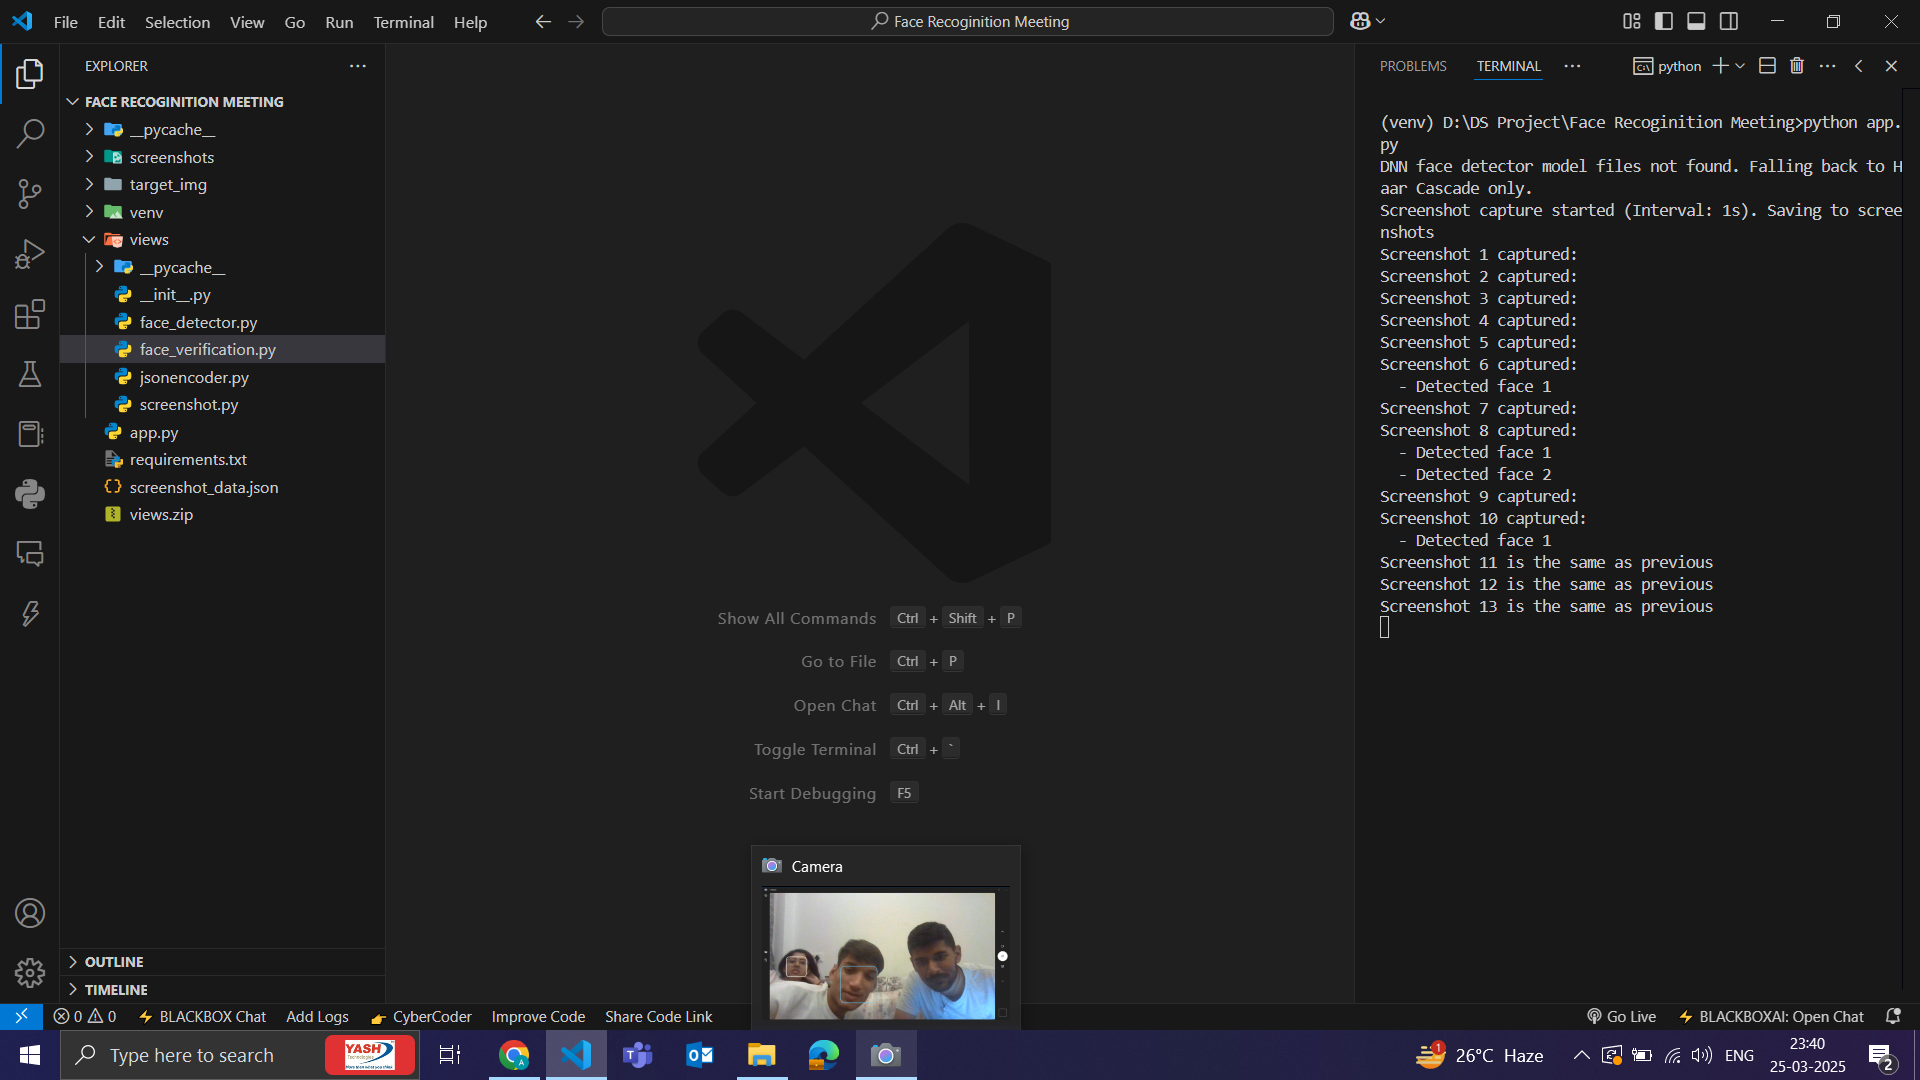 File Edit Selection View Go Run Terminal Help
Face Recoginition Meeting
EXPLORER
FACE RECOGINITION MEETING
__pycache__
screenshots
target_img
venv
views
__pycache__
__init__.py
face_detector.py
face_verification.py
jsonencoder.py
screenshot.py
app.py
requirements.txt
screenshot_data.json
views.zip
OUTLINE
TIMELINE
Show All Commands Ctrl + Shift + P
Go to File Ctrl + P
Open Chat Ctrl + Alt + I
Toggle Terminal Ctrl + `
Start Debugging F5
Camera
PROBLEMS TERMINAL python
(venv) D:\DS Project\Face Recoginition Meeting>python app.
py
DNN face detector model files not found. Falling back to H
aar Cascade only.
Screenshot capture started (Interval: 1s). Saving to scree
nshots
Screenshot 1 captured:
Screenshot 2 captured:
Screenshot 3 captured:
Screenshot 4 captured:
Screenshot 5 captured:
Screenshot 6 captured:
- Detected face 1
Screenshot 7 captured:
Screenshot 8 captured:
- Detected face 1
- Detected face 2
Screenshot 9 captured:
Screenshot 10 captured:
- Detected face 1
Screenshot 11 is the same as previous
Screenshot 12 is the same as previous
Screenshot 13 is the same as previous
0 0 BLACKBOX Chat Add Logs CyberCoder Improve Code Share Code Link
Go Live BLACKBOXAI: Open Chat
Type here to search
YASH
Technologies
1
26°C Haze
ENG
23:40
25-03-2025
2